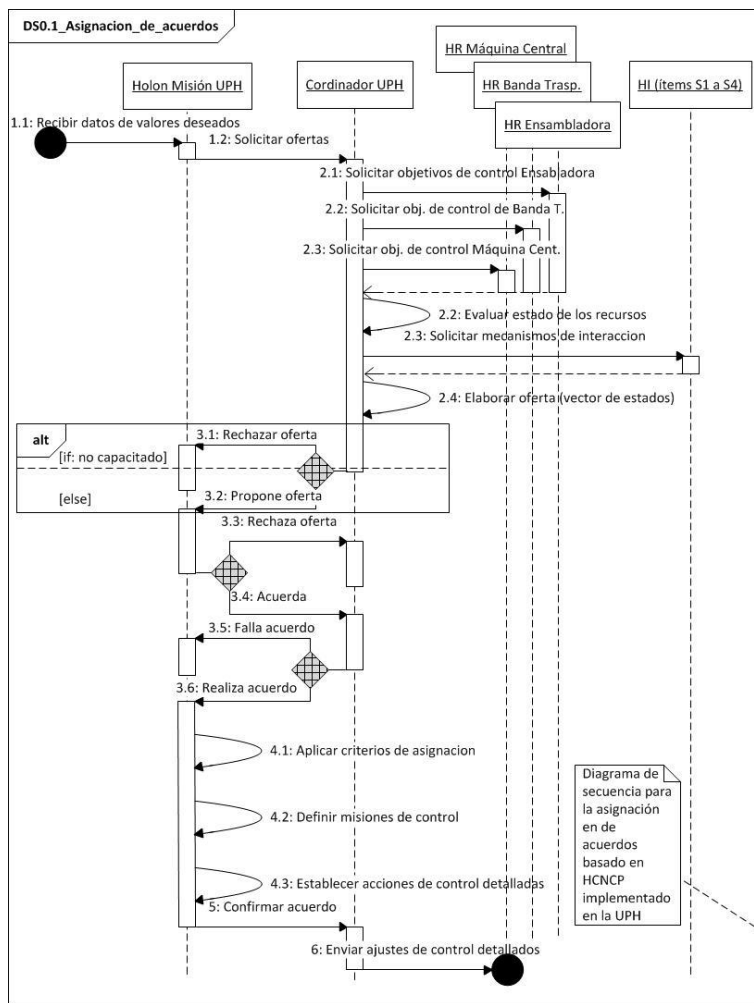 DS0.1_Asignacion_de_acuerdos
HR Máquina Central
Holon Misión UPH
Cordinador UPH
HR Banda Trasp.
HI (ítems S1 a S4)
HR Ensambladora
1.1: Recibir datos de valores deseados
1.2: Solicitar ofertas
2.1: Solicitar objetivos de control Ensabladora
2.2: Solicitar obj. de control de Banda T.
2.3: Solicitar obj. de control Máquina Cent.
2.2: Evaluar estado de los recursos
2.3: Solicitar mecanismos de interaccion
2.4: Elaborar oferta (vector de estados)
alt
3.1: Rechazar oferta
[if: no capacitado]
[else]
3.2: Propone oferta
3.3: Rechaza oferta
3.4: Acuerda
3.5: Falla acuerdo
3.6: Realiza acuerdo
4.1: Aplicar criterios de asignacion
4.2: Definir misiones de control
4.3: Establecer acciones de control detalladas
5: Confirmar acuerdo
6: Enviar ajustes de control detallados
Diagrama de
secuencia para
la asignación
en de
acuerdos
basado en
HCNCP
implementado
en la UPH